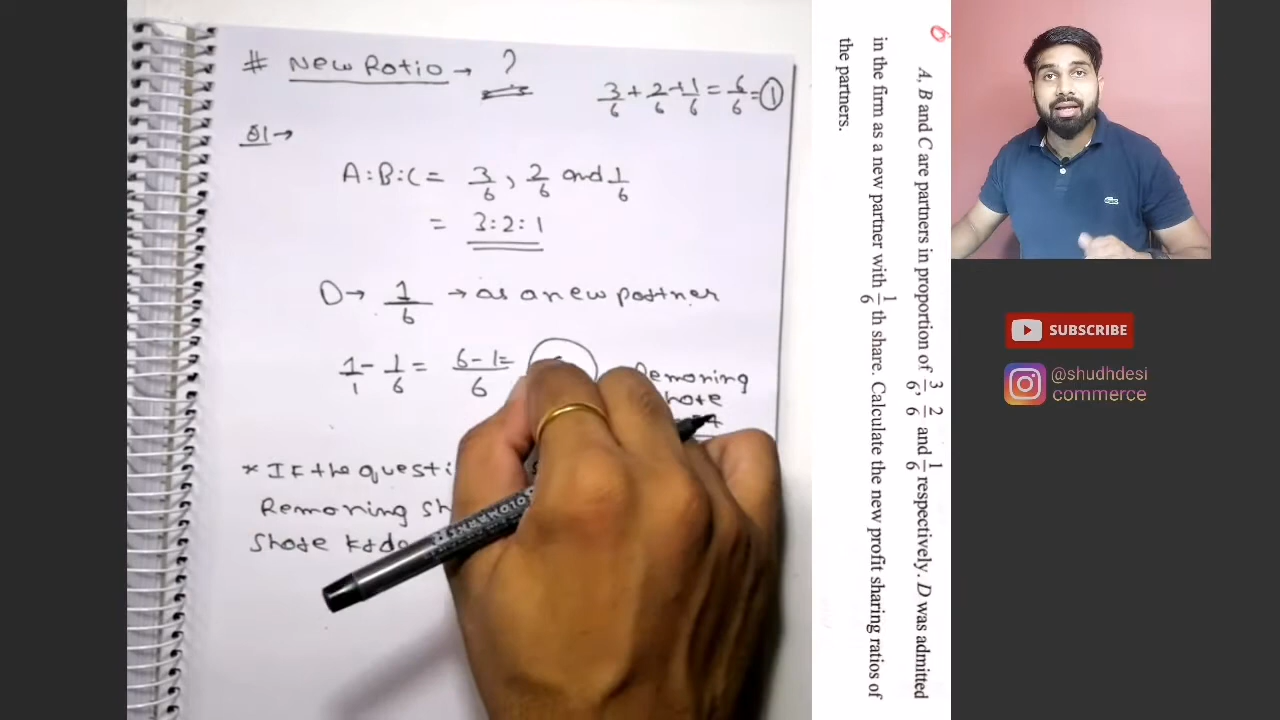 # New Ratio → ?
3/6 + 2/6 + 1/6 = 6/6 = 1
Q1 →
A:B:C = 3/6, 2/6 and 1/6
= 3:2:1
D → 1/6 → as a new partner
1/1 - 1/6 = 6-1/6 =
Remaining
* If the questi
Remaining sh
share
A, B and C are partners in proportion of 3/6, 2/6 and 1/6 respectively. D was admitted
in the firm as a new partner with 1/6 th share. Calculate the new profit sharing ratios of
the partners.
SUBSCRIBE
@shudhdesi
commerce